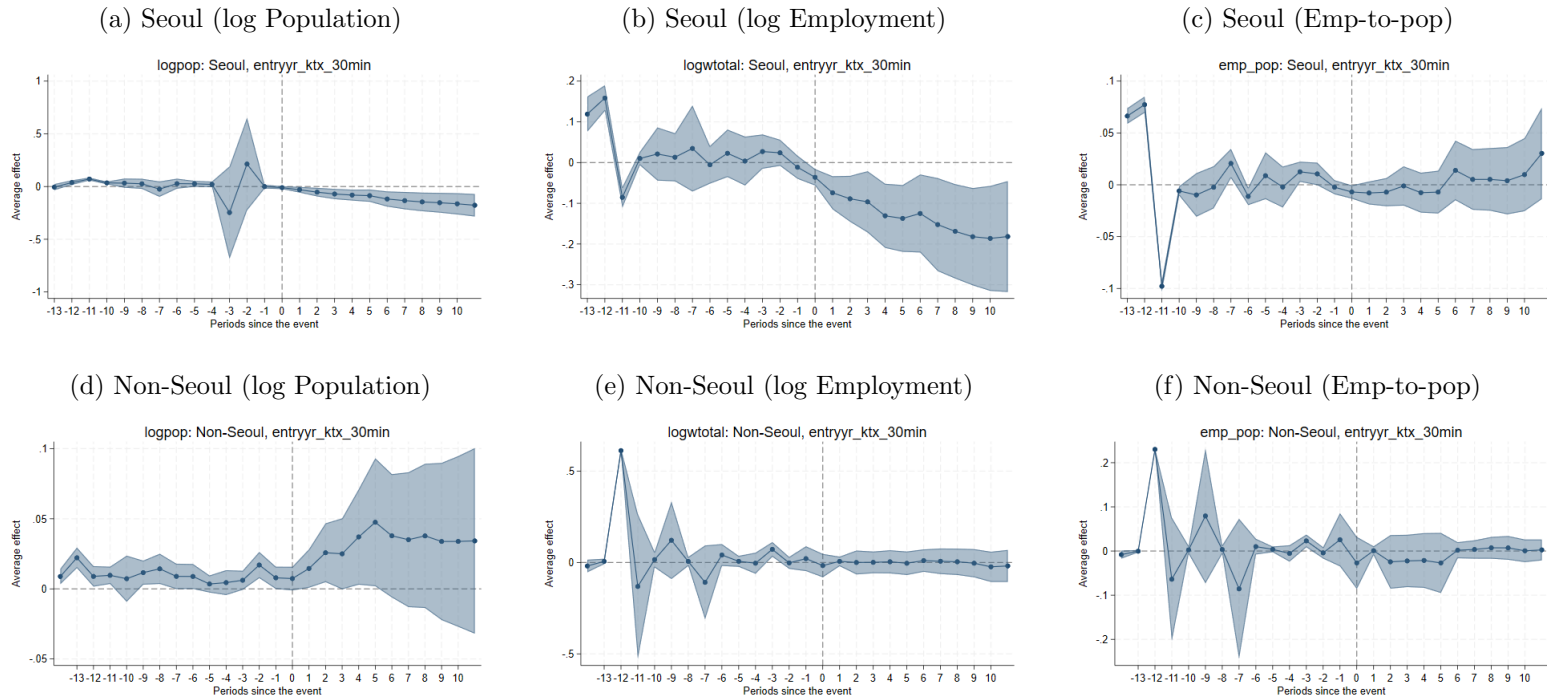 (a) Seoul (log Population)
(b) Seoul (log Employment)
(c) Seoul (Emp-to-pop)
logpop: Seoul, entryyr_ktx_30min
1
.5
0
-.5
-1
Average effect
-13 -12 -11 -10 -9 -8 -7 -6 -5 -4 -3 -2 -1 0 1 2 3 4 5 6 7 8 9 10
Periods since the event
logwtotal: Seoul, entryyr_ktx_30min
.2
.1
0
-.1
-.2
-.3
Average effect
-13 -12 -11 -10 -9 -8 -7 -6 -5 -4 -3 -2 -1 0 1 2 3 4 5 6 7 8 9 10
Periods since the event
emp_pop: Seoul, entryyr_ktx_30min
.1
.05
0
-.05
-.1
Average effect
-13 -12 -11 -10 -9 -8 -7 -6 -5 -4 -3 -2 -1 0 1 2 3 4 5 6 7 8 9 10
Periods since the event
(d) Non-Seoul (log Population)
(e) Non-Seoul (log Employment)
(f) Non-Seoul (Emp-to-pop)
logpop: Non-Seoul, entryyr_ktx_30min
.1
.05
0
-.05
Average effect
-13 -12 -11 -10 -9 -8 -7 -6 -5 -4 -3 -2 -1 0 1 2 3 4 5 6 7 8 9 10
Periods since the event
logwtotal: Non-Seoul, entryyr_ktx_30min
.5
0
-.5
Average effect
-13 -12 -11 -10 -9 -8 -7 -6 -5 -4 -3 -2 -1 0 1 2 3 4 5 6 7 8 9 10
Periods since the event
emp_pop: Non-Seoul, entryyr_ktx_30min
.2
.1
0
-.1
-.2
Average effect
-13 -12 -11 -10 -9 -8 -7 -6 -5 -4 -3 -2 -1 0 1 2 3 4 5 6 7 8 9 10
Periods since the event